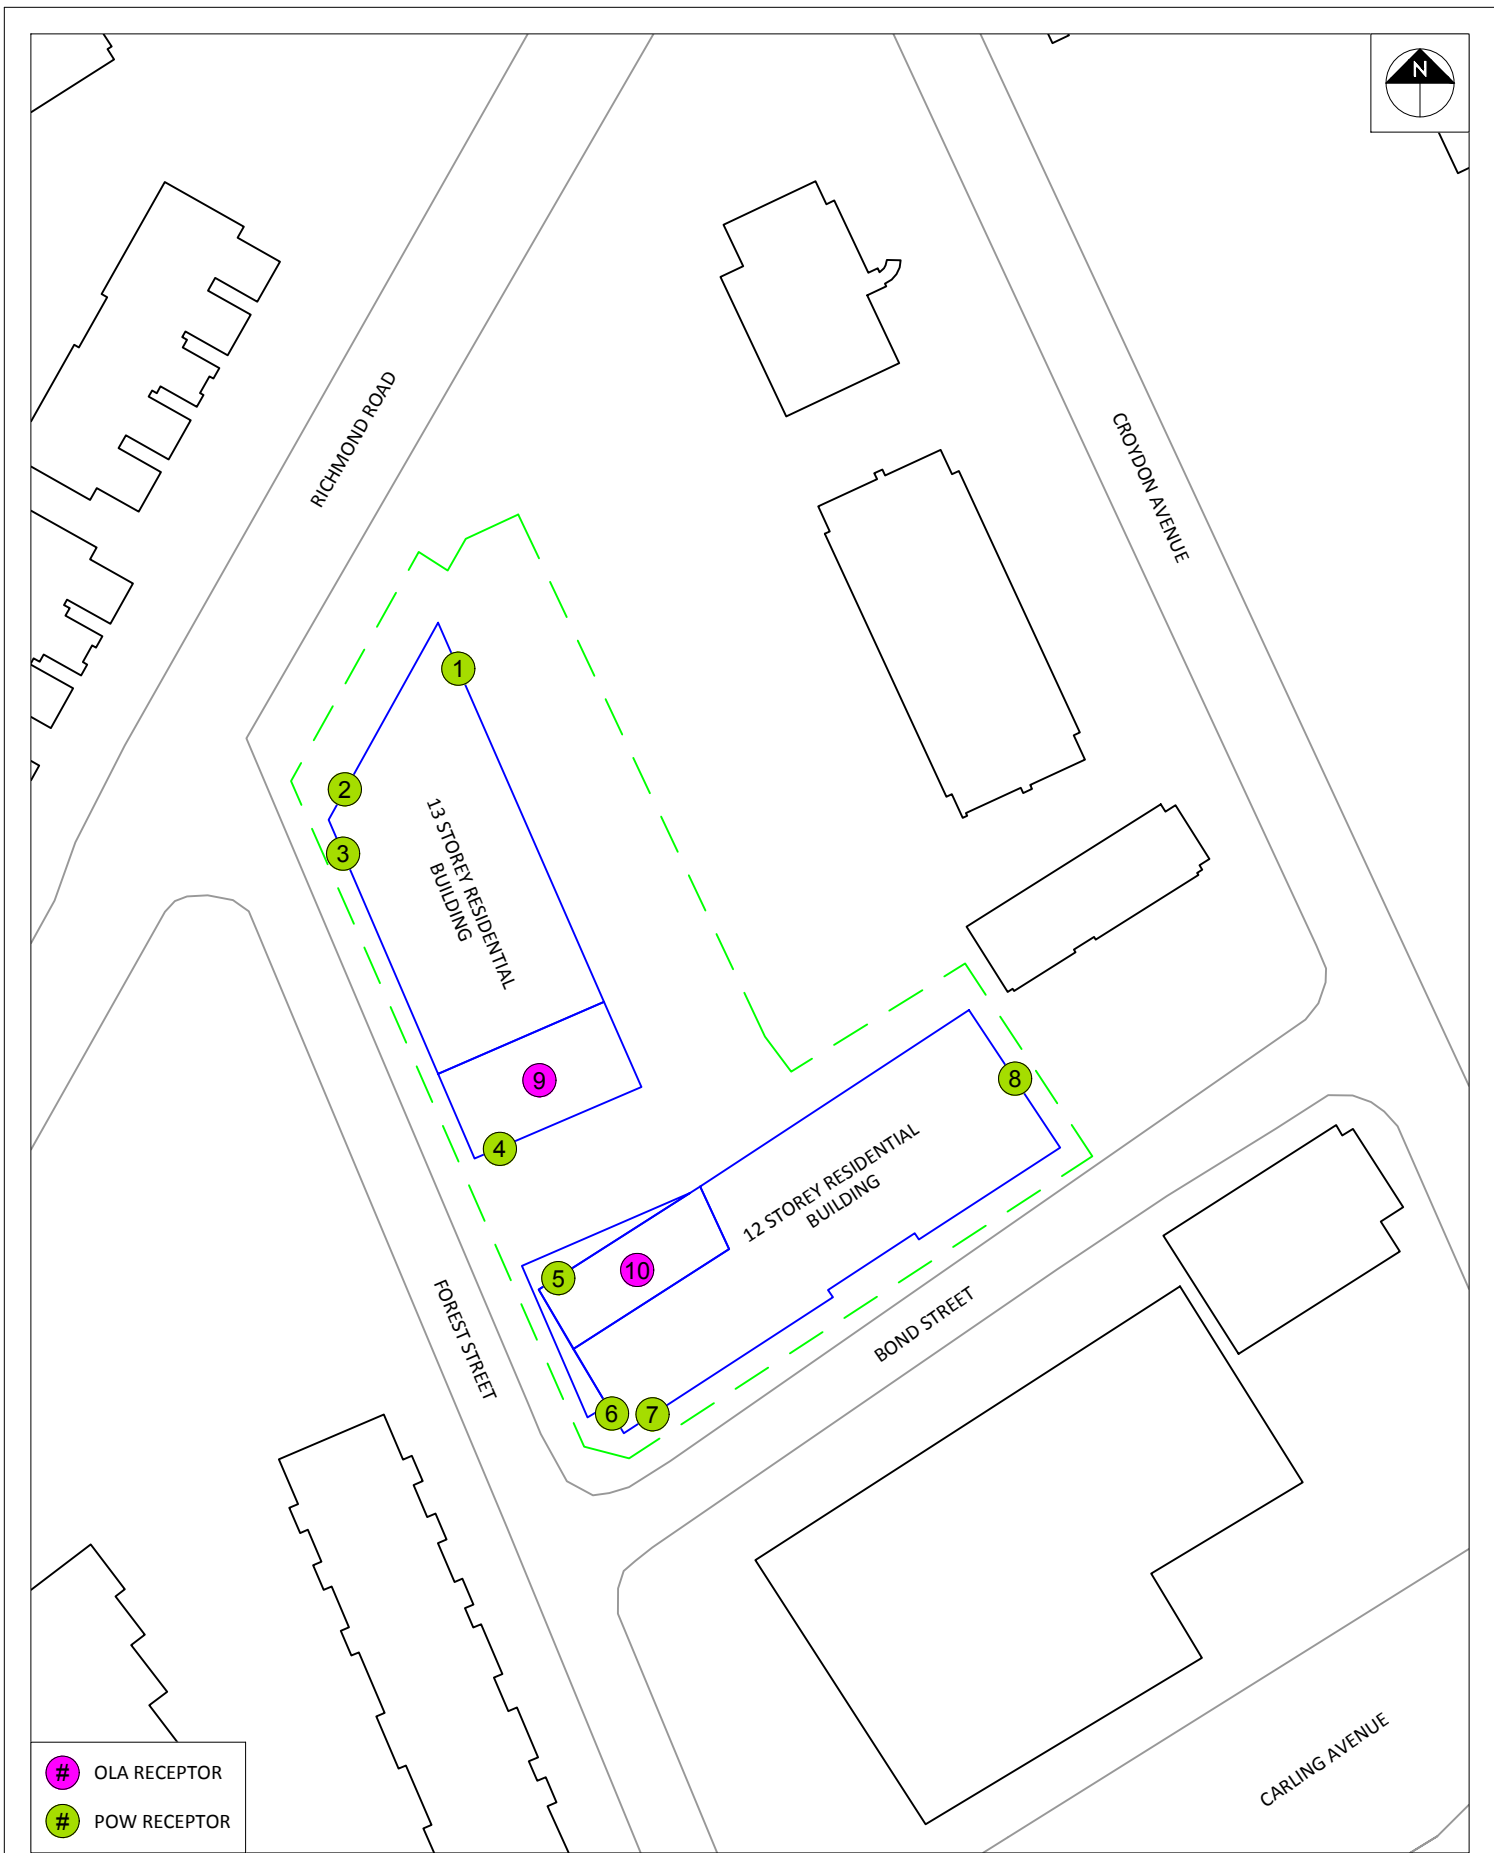 N
RICHMOND ROAD
CROYDON AVENUE
1
2
3
13 STOREY RESIDENTIAL
BUILDING
9
4
8
12 STOREY RESIDENTIAL
BUILDING
5
10
6
7
FOREST STREET
BOND STREET
CARLING AVENUE
# OLA RECEPTOR
# POW RECEPTOR